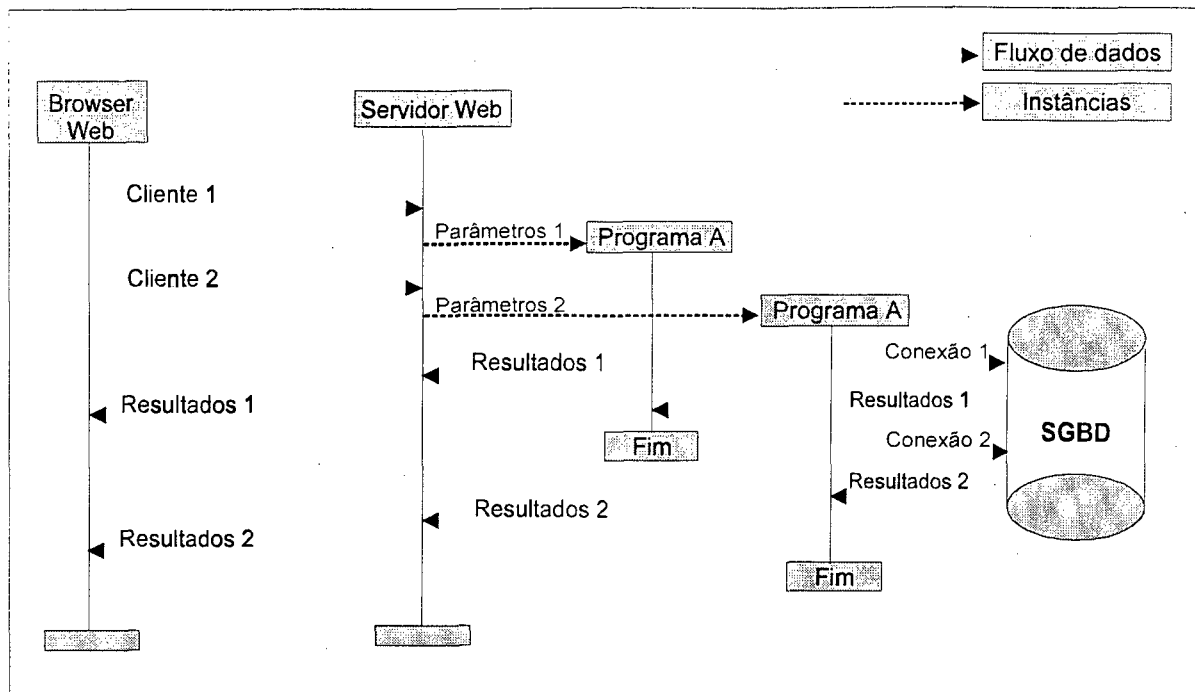 Fluxo de dados
Instâncias
Browser
Web
Servidor Web
Cliente 1
Parâmetros 1
Programa A
Cliente 2
Parâmetros 2
Programa A
Conexão 1
Resultados 1
Resultados 1
Resultados 1
Conexão 2
SGBD
Fim
Resultados 2
Resultados 2
Resultados 2
Fim